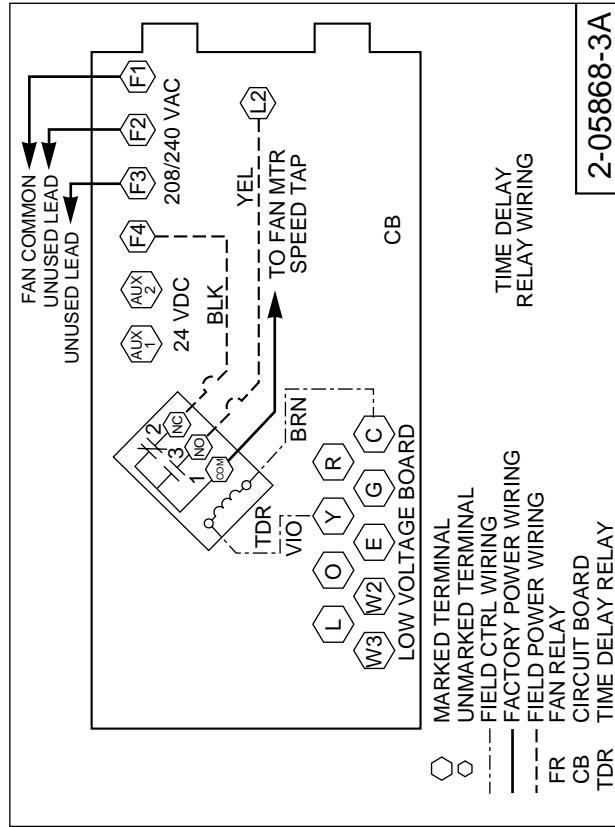 FAN COMMON
UNUSED LEAD
UNUSED LEAD
F4
F3
F2
F1
AUX
1
AUX
2
24 VDC
208/240 VAC
BLK
YEL
L2
2
NC
3
NO
1
COM
TO FAN MTR
SPEED TAP
TDR
VIO
BRN
CB
L
O
Y
R
W3
W2
E
G
C
LOW VOLTAGE BOARD
MARKED TERMINAL
UNMARKED TERMINAL
FIELD CTRL WIRING
FACTORY POWER WIRING
FIELD POWER WIRING
FR FAN RELAY
CB CIRCUIT BOARD
TDR TIME DELAY RELAY
TIME DELAY
RELAY WIRING
2-05868-3A